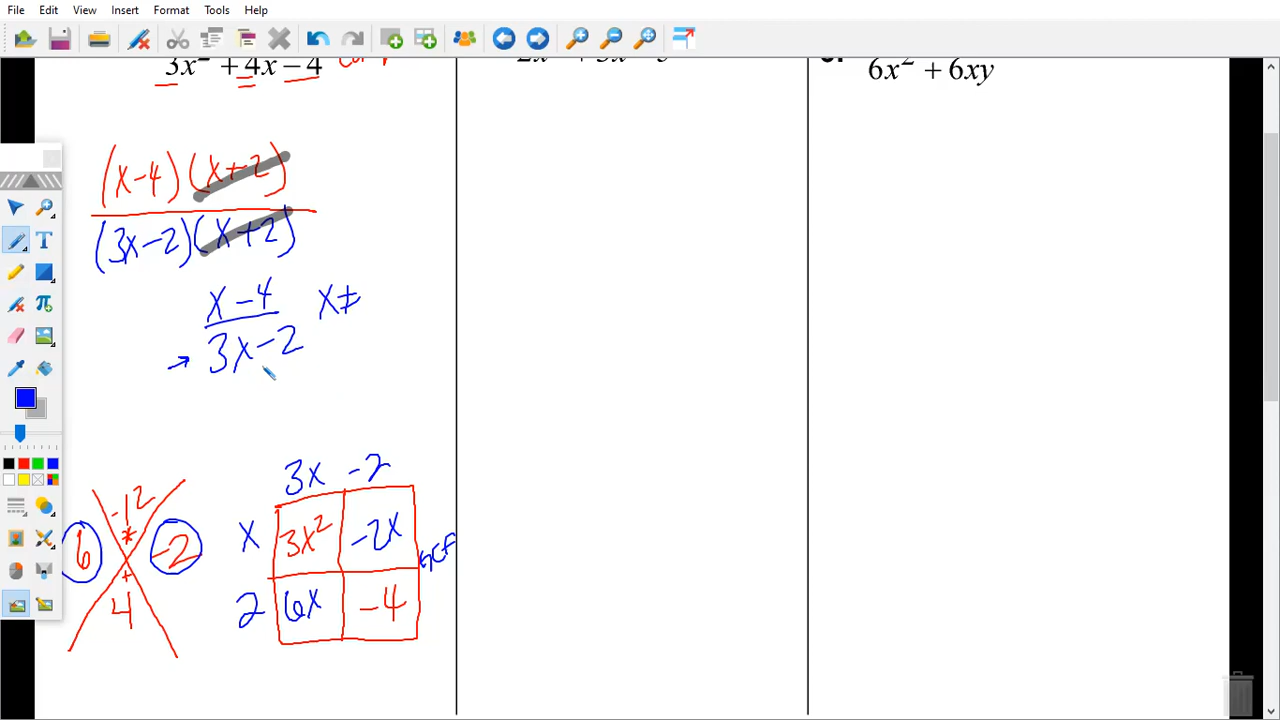 File Edit View Insert Format Tools Help
3x² + 4x – 4
6x² + 6xy
(x-4)(x+2)
(3x-2)(x+2)
x-4 x≠
→ 3x-2
3x -2
-12
*
6 -2
+
4
x 3x² -2x
GCF
2 6x -4